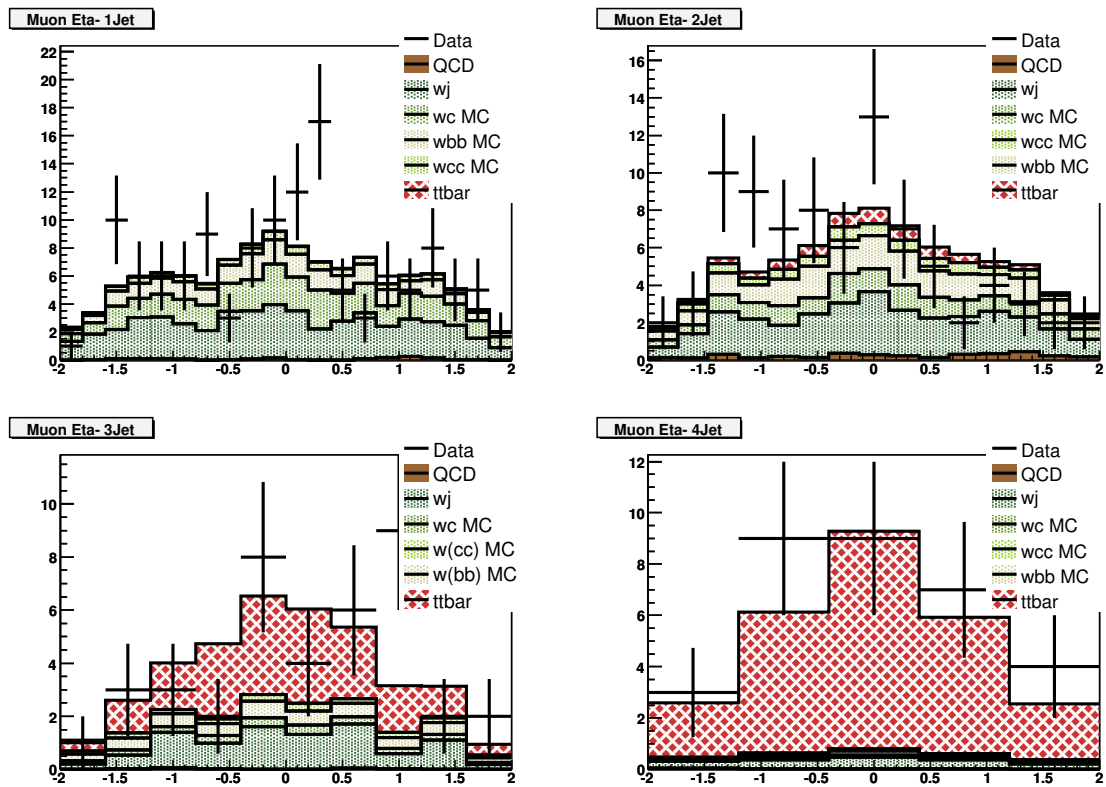 Muon Eta- 1Jet
Data
QCD
wj
wc MC
wbb MC
wcc MC
ttbar
22
20
18
16
14
12
10
8
6
4
2
0
-2 -1.5 -1 -0.5 0 0.5 1 1.5 2
Muon Eta- 2Jet
Data
QCD
wj
wc MC
wcc MC
wbb MC
ttbar
16
14
12
10
8
6
4
2
0
-2 -1.5 -1 -0.5 0 0.5 1 1.5 2
Muon Eta- 3Jet
Data
QCD
wj
wc MC
w(cc) MC
w(bb) MC
ttbar
10
8
6
4
2
0
-2 -1.5 -1 -0.5 0 0.5 1 1.5 2
Muon Eta- 4Jet
Data
QCD
wj
wc MC
wcc MC
wbb MC
ttbar
12
10
8
6
4
2
0
-2 -1.5 -1 -0.5 0 0.5 1 1.5 2